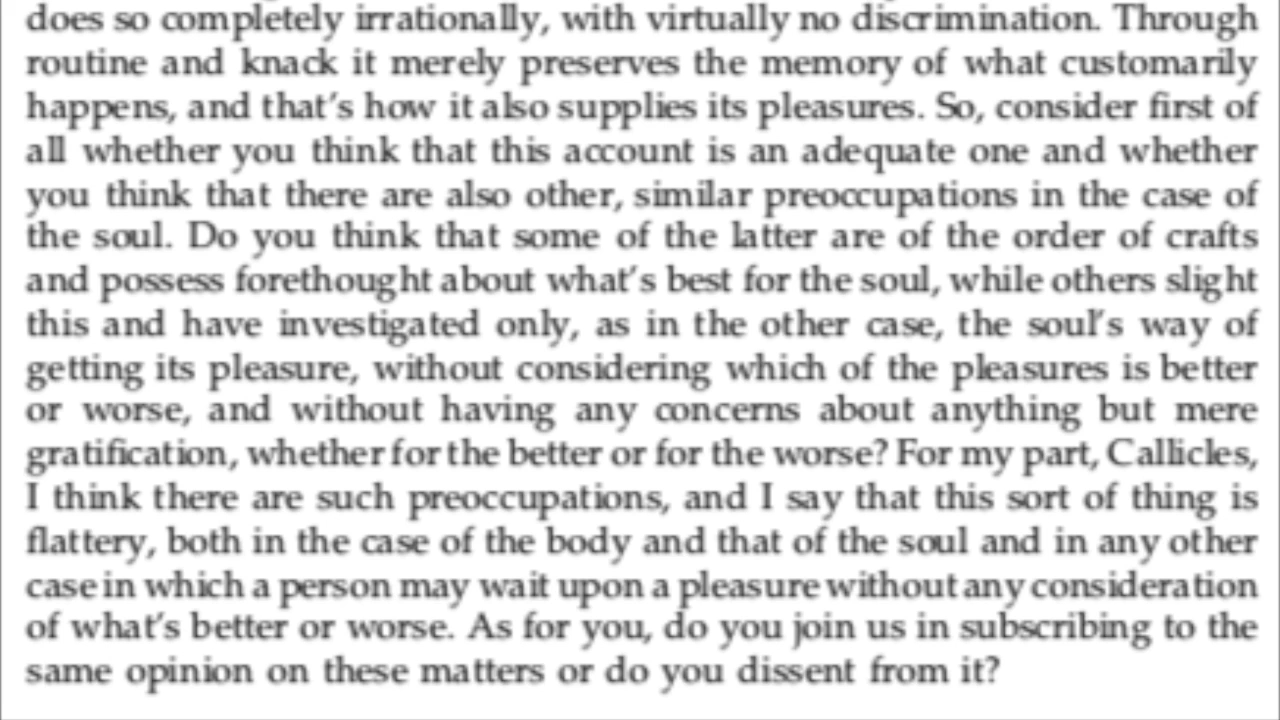 does so completely irrationally, with virtually no discrimination. Through
routine and knack it merely preserves the memory of what customarily
happens, and that's how it also supplies its pleasures. So, consider first of
all whether you think that this account is an adequate one and whether
you think that there are also other, similar preoccupations in the case of
the soul. Do you think that some of the latter are of the order of crafts
and possess forethought about what's best for the soul, while others slight
this and have investigated only, as in the other case, the soul's way of
getting its pleasure, without considering which of the pleasures is better
or worse, and without having any concerns about anything but mere
gratification, whether for the better or for the worse? For my part, Callicles,
I think there are such preoccupations, and I say that this sort of thing is
flattery, both in the case of the body and that of the soul and in any other
case in which a person may wait upon a pleasure without any consideration
of what's better or worse. As for you, do you join us in subscribing to the
same opinion on these matters or do you dissent from it?